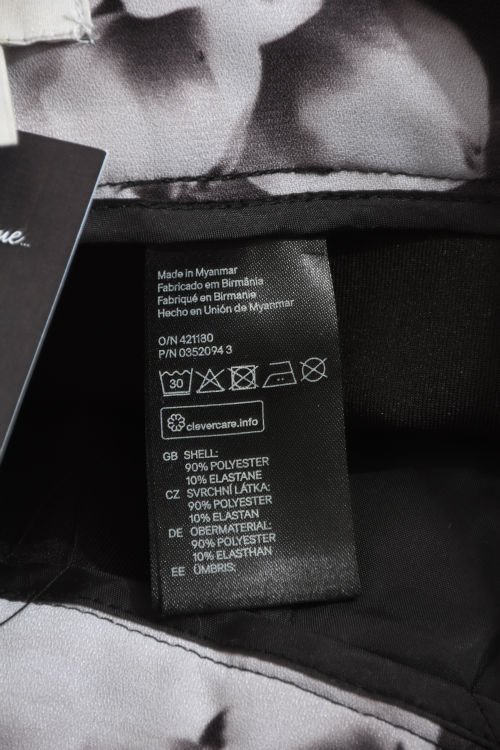 Made in Myanmar
Fabricado em Birmânia
Fabriqué en Birmanie
Hecho en Unión de Myanmar
O/N 421130
P/N 0352094 3
30
clevercare.info
GB SHELL:
90% POLYESTER
10% ELASTANE
CZ SVRCHNÍ LÁTKA:
90% POLYESTER
10% ELASTAN
DE OBERMATERIAL:
90% POLYESTER
10% ELASTHAN
EE ÜMBRIS: